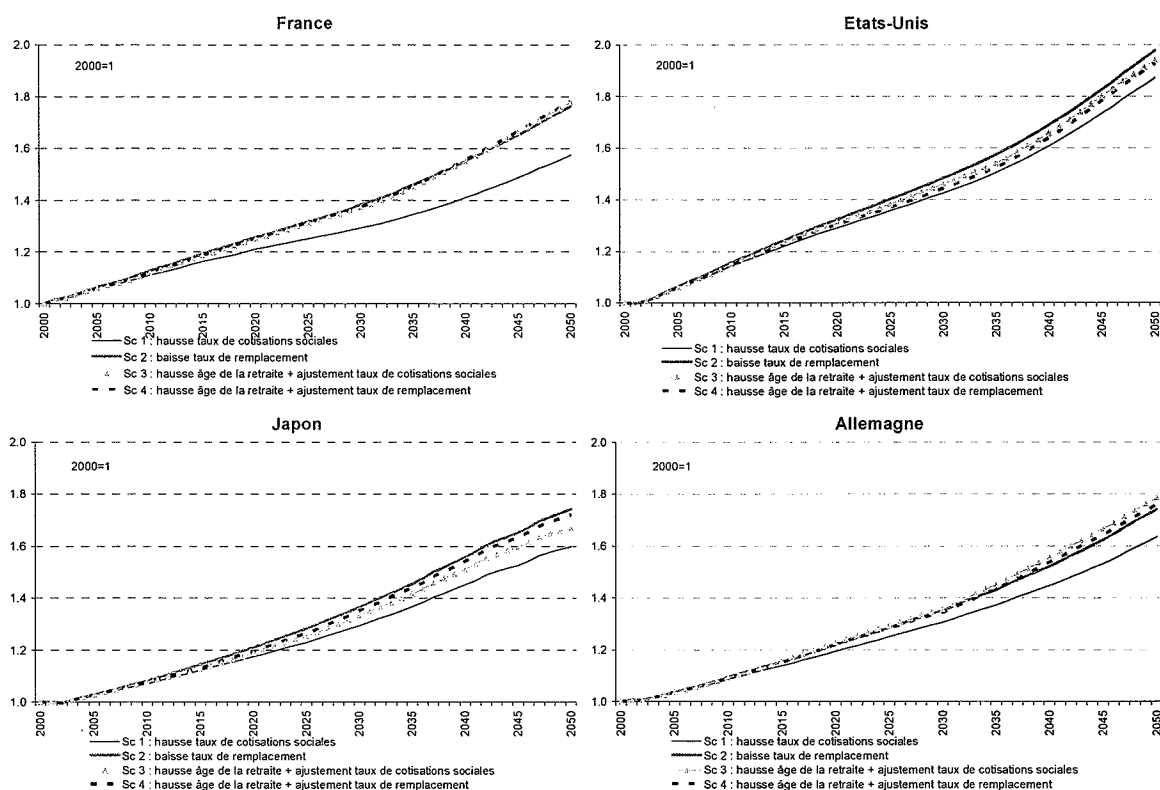 France
2.0
1.8
1.6
1.4
1.2
1.0
2000=1
2000 2005 2010 2015 2020 2025 2030 2035 2040 2045 2050
Sc 1 : hausse taux de cotisations sociales
Sc 2 : baisse taux de remplacement
Sc 3 : hausse âge de la retraite + ajustement taux de cotisations sociales
Sc 4 : hausse âge de la retraite + ajustement taux de remplacement
Etats-Unis
2.0
1.8
1.6
1.4
1.2
1.0
2000=1
2000 2005 2010 2015 2020 2025 2030 2035 2040 2045 2050
Sc 1 : hausse taux de cotisations sociales
Sc 2 : baisse taux de remplacement
Sc 3 : hausse âge de la retraite + ajustement taux de cotisations sociales
Sc 4 : hausse âge de la retraite + ajustement taux de remplacement
Japon
2.0
1.8
1.6
1.4
1.2
1.0
2000=1
2000 2005 2010 2015 2020 2025 2030 2035 2040 2045 2050
Sc 1 : hausse taux de cotisations sociales
Sc 2 : baisse taux de remplacement
Sc 3 : hausse âge de la retraite + ajustement taux de cotisations sociales
Sc 4 : hausse âge de la retraite + ajustement taux de remplacement
Allemagne
2.0
1.8
1.6
1.4
1.2
1.0
2000=1
2000 2005 2010 2015 2020 2025 2030 2035 2040 2045 2050
Sc 1 : hausse taux de cotisations sociales
Sc 2 : baisse taux de remplacement
Sc 3 : hausse âge de la retraite + ajustement taux de cotisations sociales
Sc 4 : hausse âge de la retraite + ajustement taux de remplacement